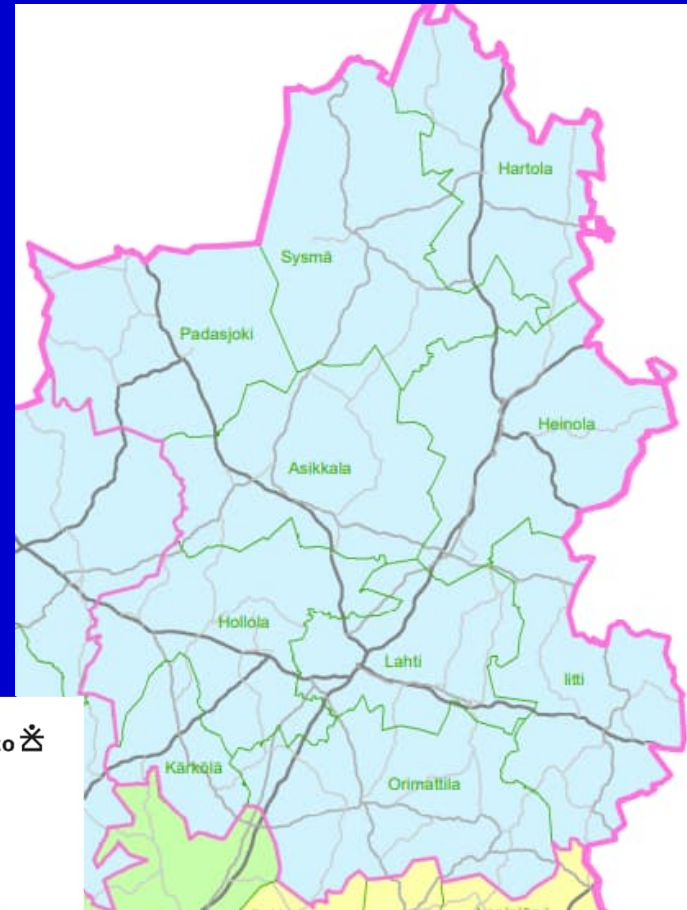 Hartola
Sysmä
Padasjoki
Heinola
Asikkala
Hollola
Lahti
Iitti
Kärkölä
Orimattila